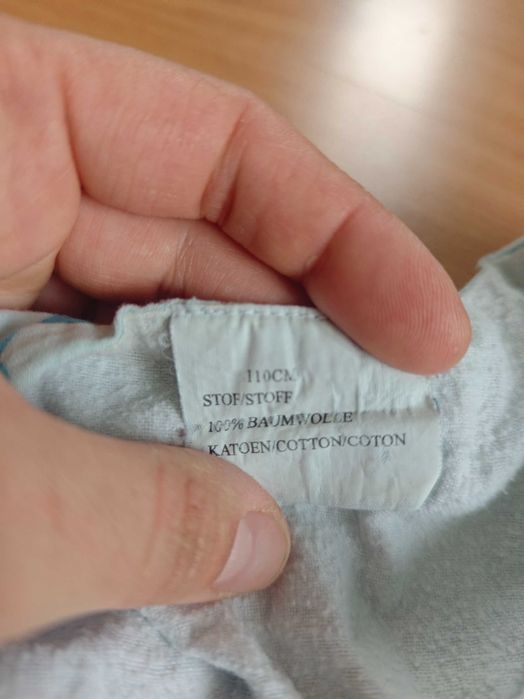 110CM
STOF/STOFF
100% BAUMWOLLE
KATOEN/COTTON/COTON